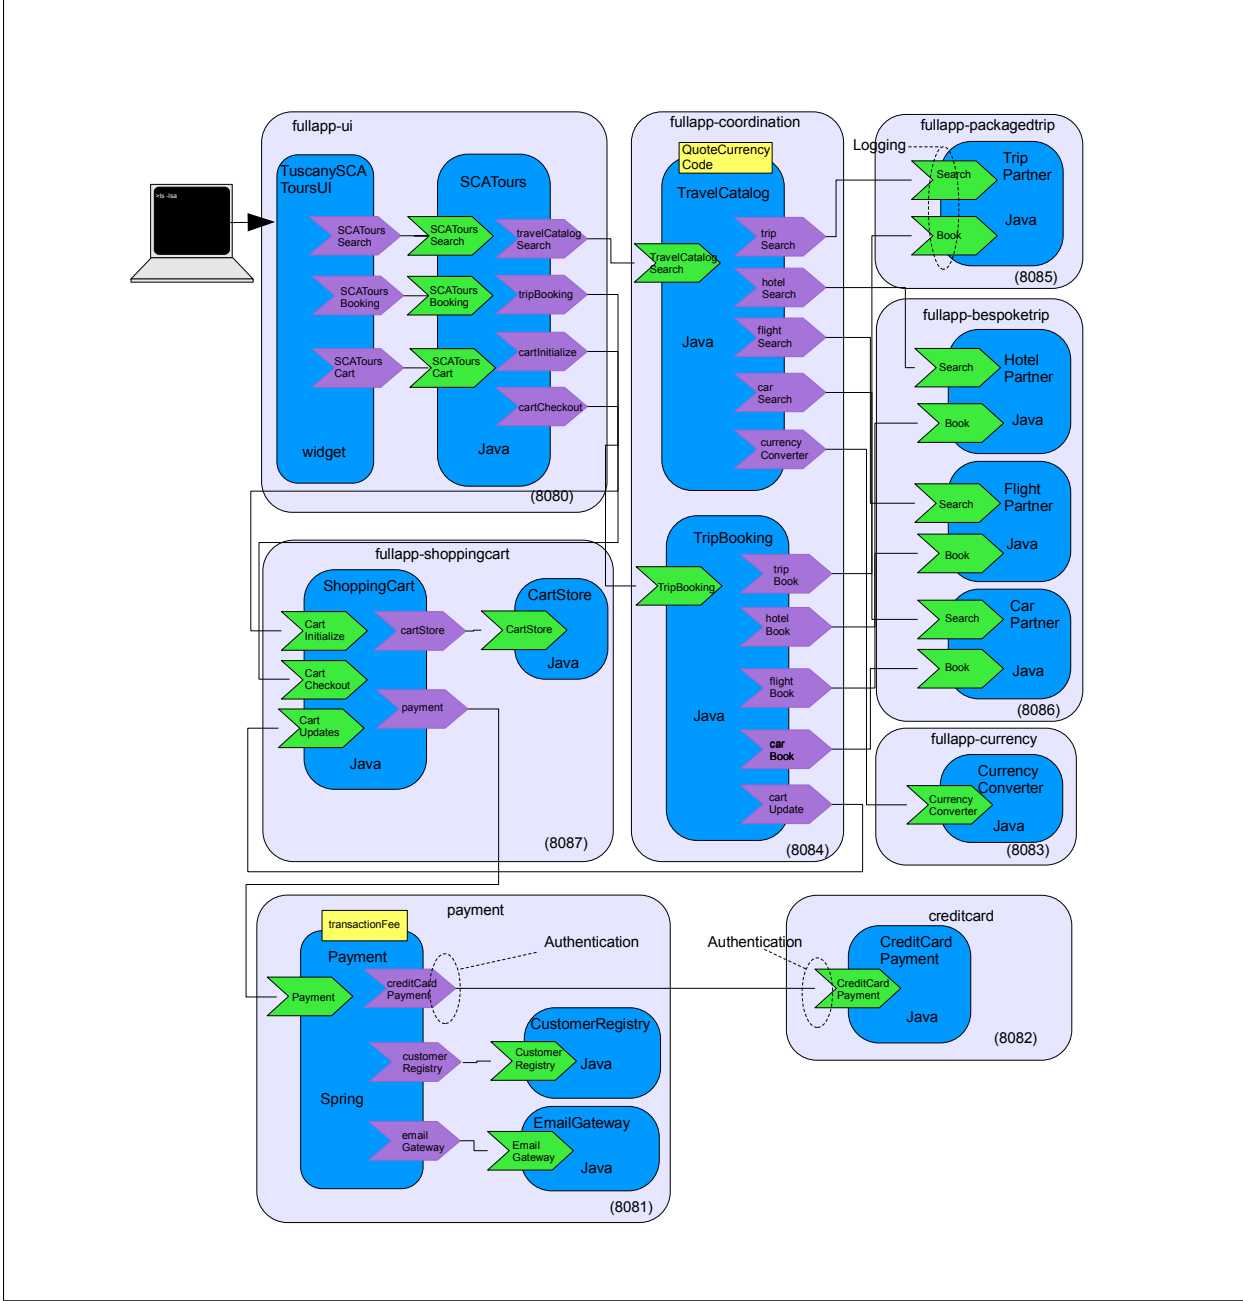 >ls -lsa
fullapp-ui
TuscanySCA
ToursUI
SCATours
Search
SCATours
Booking
SCATours
Cart
widget
SCATours
SCATours
Search
SCATours
Booking
SCATours
Cart
travelCatalog
Search
tripBooking
cartInitialize
cartCheckout
Java
(8080)
fullapp-coordination
QuoteCurrency
Code
TravelCatalog
TravelCatalog
Search
trip
Search
hotel
Search
flight
Search
car
Search
currency
Converter
Java
TripBooking
TripBooking
trip
Book
hotel
Book
flight
Book
car
Book
cart
Update
Java
(8084)
fullapp-packagedtrip
Logging
Trip
Partner
Search
Book
Java
(8085)
fullapp-bespoketrip
Hotel
Partner
Search
Book
Java
Flight
Partner
Search
Book
Java
Car
Partner
Search
Book
Java
(8086)
fullapp-currency
Currency
Converter
Currency
Converter
Java
(8083)
fullapp-shoppingcart
ShoppingCart
Cart
Initialize
Cart
Checkout
Cart
Updates
cartStore
payment
Java
CartStore
CartStore
Java
(8087)
payment
transactionFee
Payment
Payment
creditCard
Payment
customer
Registry
email
Gateway
Spring
Authentication
CustomerRegistry
Customer
Registry
Java
EmailGateway
Email
Gateway
Java
(8081)
creditcard
Authentication
CreditCard
Payment
CreditCard
Payment
Java
(8082)